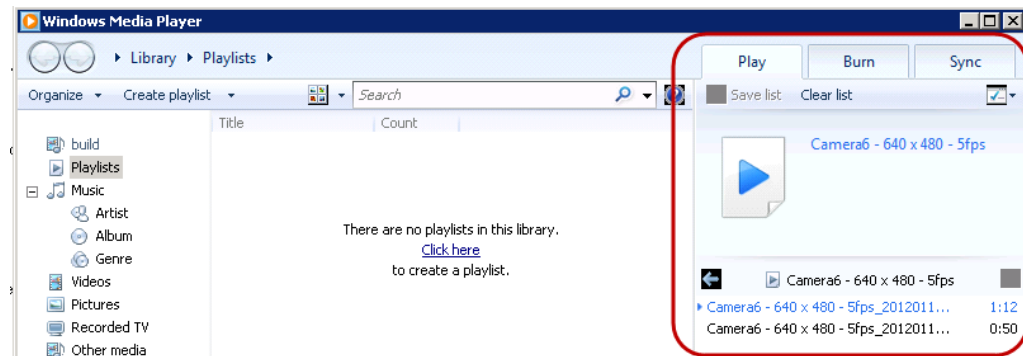 Windows Media Player
Library Playlists
Play Burn Sync
Organize Create playlist Search
Save list Clear list
Title Count
build
Playlists
Music
Artist
Album
Genre
Videos
Pictures
Recorded TV
Other media
There are no playlists in this library.
Click here
to create a playlist.
Camera6 - 640 x 480 - 5fps
Camera6 - 640 x 480 - 5fps
Camera6 - 640 x 480 - 5fps_2012011... 1:12
Camera6 - 640 x 480 - 5fps_2012011... 0:50